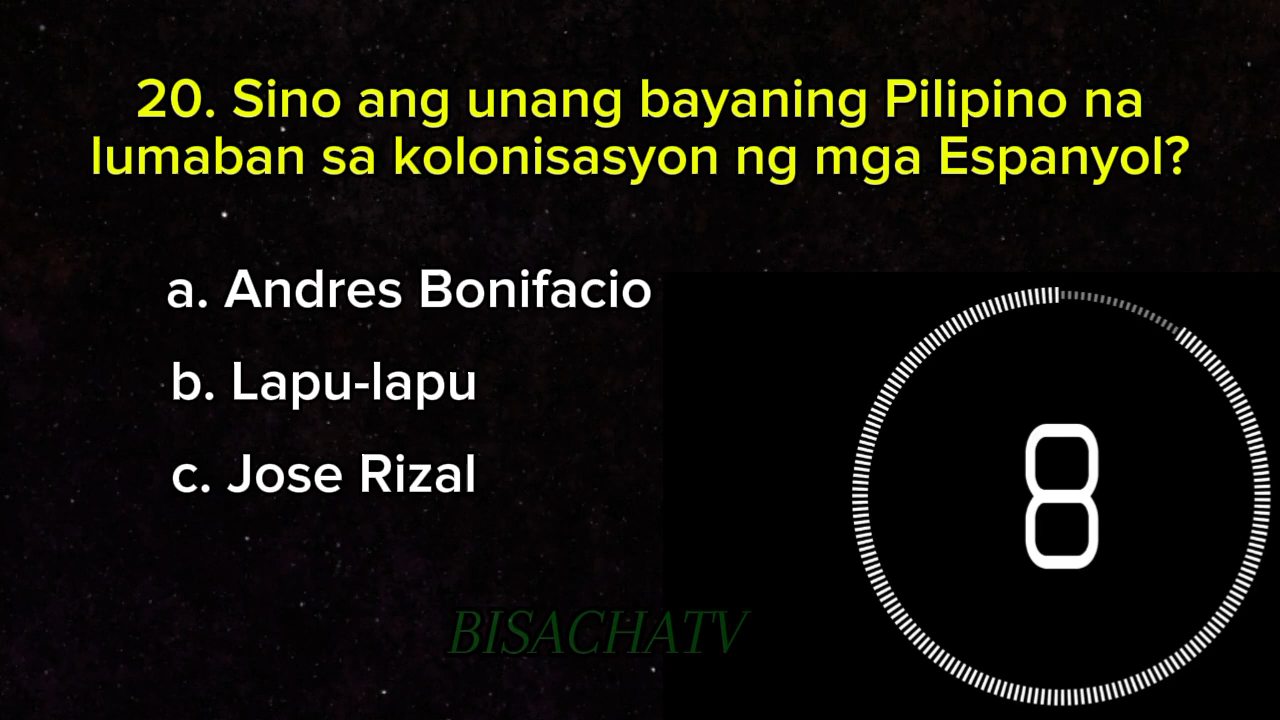 20. Sino ang unang bayaning Pilipino na
lumaban sa kolonisasyon ng mga Espanyol?
a. Andres Bonifacio
b. Lapu-lapu
c. Jose Rizal
8
BISACHATV